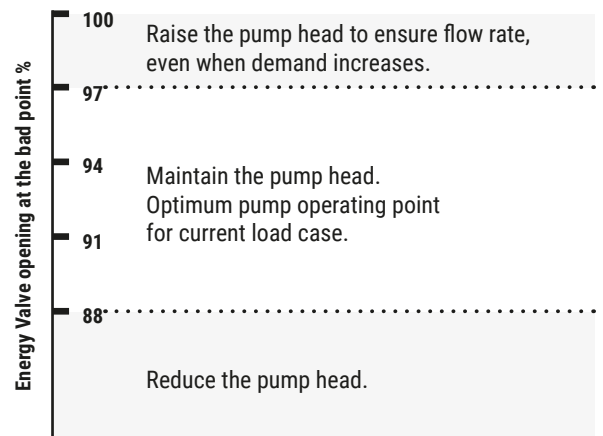 Energy Valve opening at the bad point %
100
Raise the pump head to ensure flow rate,
even when demand increases.
97
94
Maintain the pump head.
Optimum pump operating point
91
for current load case.
88
Reduce the pump head.